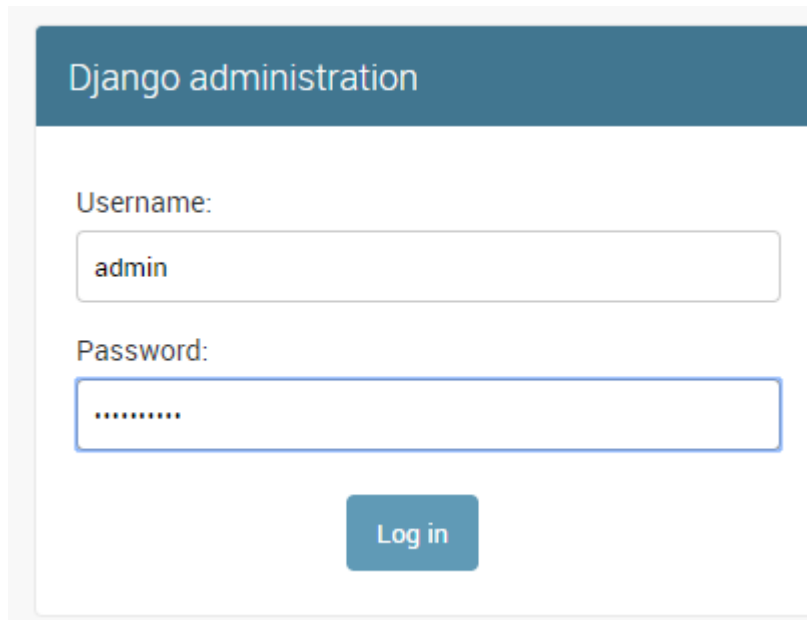 Django administration
Username:
admin
Password:
••••••••••
Log in